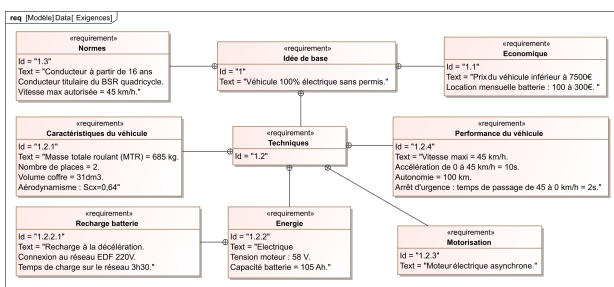 req [Modèle]Data[ Exigences]
«requirement»
Normes
Id = "1.3"
Text = "Conducteur à partir de 16 ans
Conducteur titulaire du BSR quadricycle.
Vitesse max autorisée = 45 km/h."
«requirement»
Idée de base
Id = "1"
Text = "Véhicule 100% électrique sans permis."
«requirement»
Economique
Id = "1.1"
Text = "Prix du véhicule inférieur à 7500€
Location mensuelle batterie : 100 à 300€. "
«requirement»
Caractéristiques du véhicule
Id = "1.2.1"
Text = "Masse totale roulant (MTR) = 685 kg.
Nombre de places = 2.
Volume coffre = 31dm3.
Aérodynamisme : Scx=0,64"
«requirement»
Techniques
Id = "1.2"
«requirement»
Performance du véhicule
Id = "1.2.4"
Text = "Vitesse maxi = 45 km/h.
Accélération de 0 à 45 km/h = 10s.
Autonomie = 100 km.
Arrêt d'urgence : temps de passage de 45 à 0 km/h = 2s."
«requirement»
Recharge batterie
Id = "1.2.2.1"
Text = "Recharge à la décélération.
Connexion au réseau EDF 220V.
Temps de charge sur le réseau 3h30."
«requirement»
Energie
Id = "1.2.2"
Text = "Electrique
Tension moteur : 58 V.
Capacité batterie = 105 Ah."
«requirement»
Motorisation
Id = "1.2.3"
Text = "Moteur électrique asynchrone."